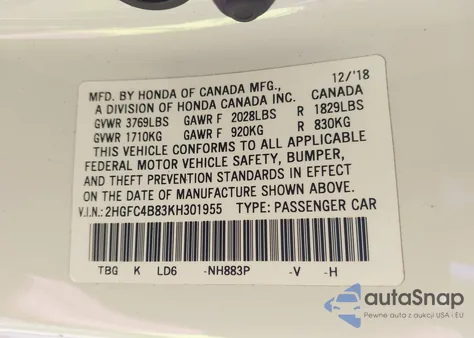 MFD. BY HONDA OF CANADA MFG., 12/'18
A DIVISION OF HONDA CANADA INC. CANADA
GVWR 3769LBS GAWR F 2028LBS R 1829LBS
GVWR 1710KG GAWR F 920KG R 830KG
THIS VEHICLE CONFORMS TO ALL APPLICABLE
FEDERAL MOTOR VEHICLE SAFETY, BUMPER,
AND THEFT PREVENTION STANDARDS IN EFFECT
ON THE DATE OF MANUFACTURE SHOWN ABOVE.
V.I.N.: 2HGFC4B83KH301955 TYPE: PASSENGER CAR
TBG K LD6 -NH883P -V -H
autoSnap
Pewne auta z aukcji USA i EU